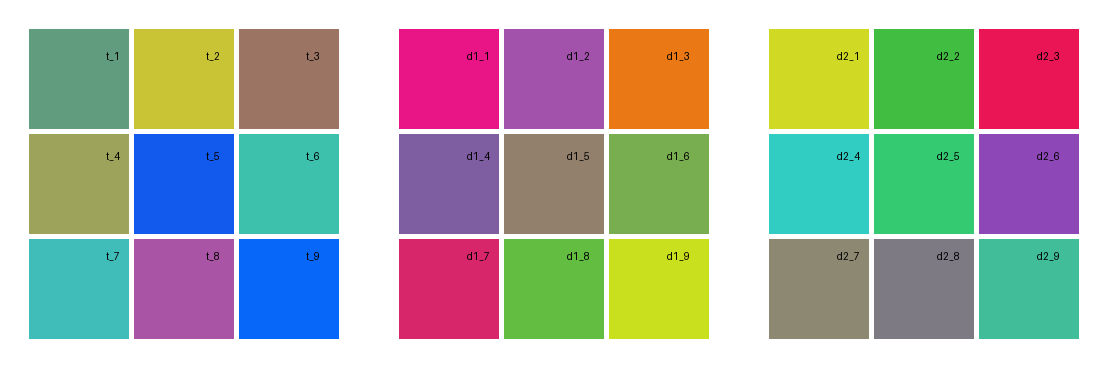 t_1 t_2 t_3 d1_1 d1_2 d1_3 d2_1 d2_2 d2_3
t_4 t_5 t_6 d1_4 d1_5 d1_6 d2_4 d2_5 d2_6
t_7 t_8 t_9 d1_7 d1_8 d1_9 d2_7 d2_8 d2_9